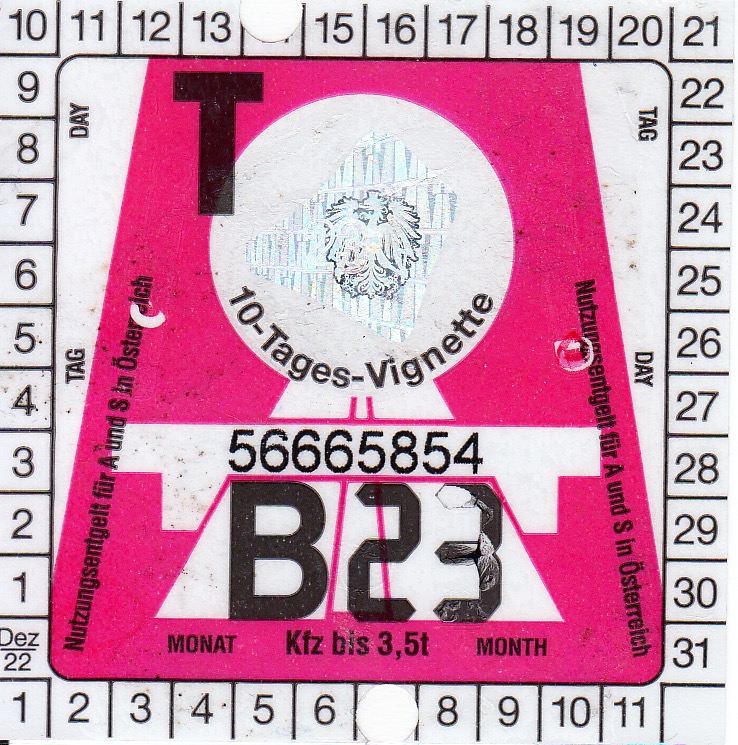 10 11 12 13 15 16 17 18 19 20 21
9 22
8 23
7 24
6 25
5 26
4 27
3 28
2 29
1 30
Dez 22 31
1 2 3 4 5 6 8 9 10 11
T
DAY
TAG
10-Tages-Vignette
TAG
DAY
Nutzungsentgelt für A und S in Österreich
Nutzungsentgelt für A und S in Österreich
56665854
B23
MONAT Kfz bis 3,5t MONTH